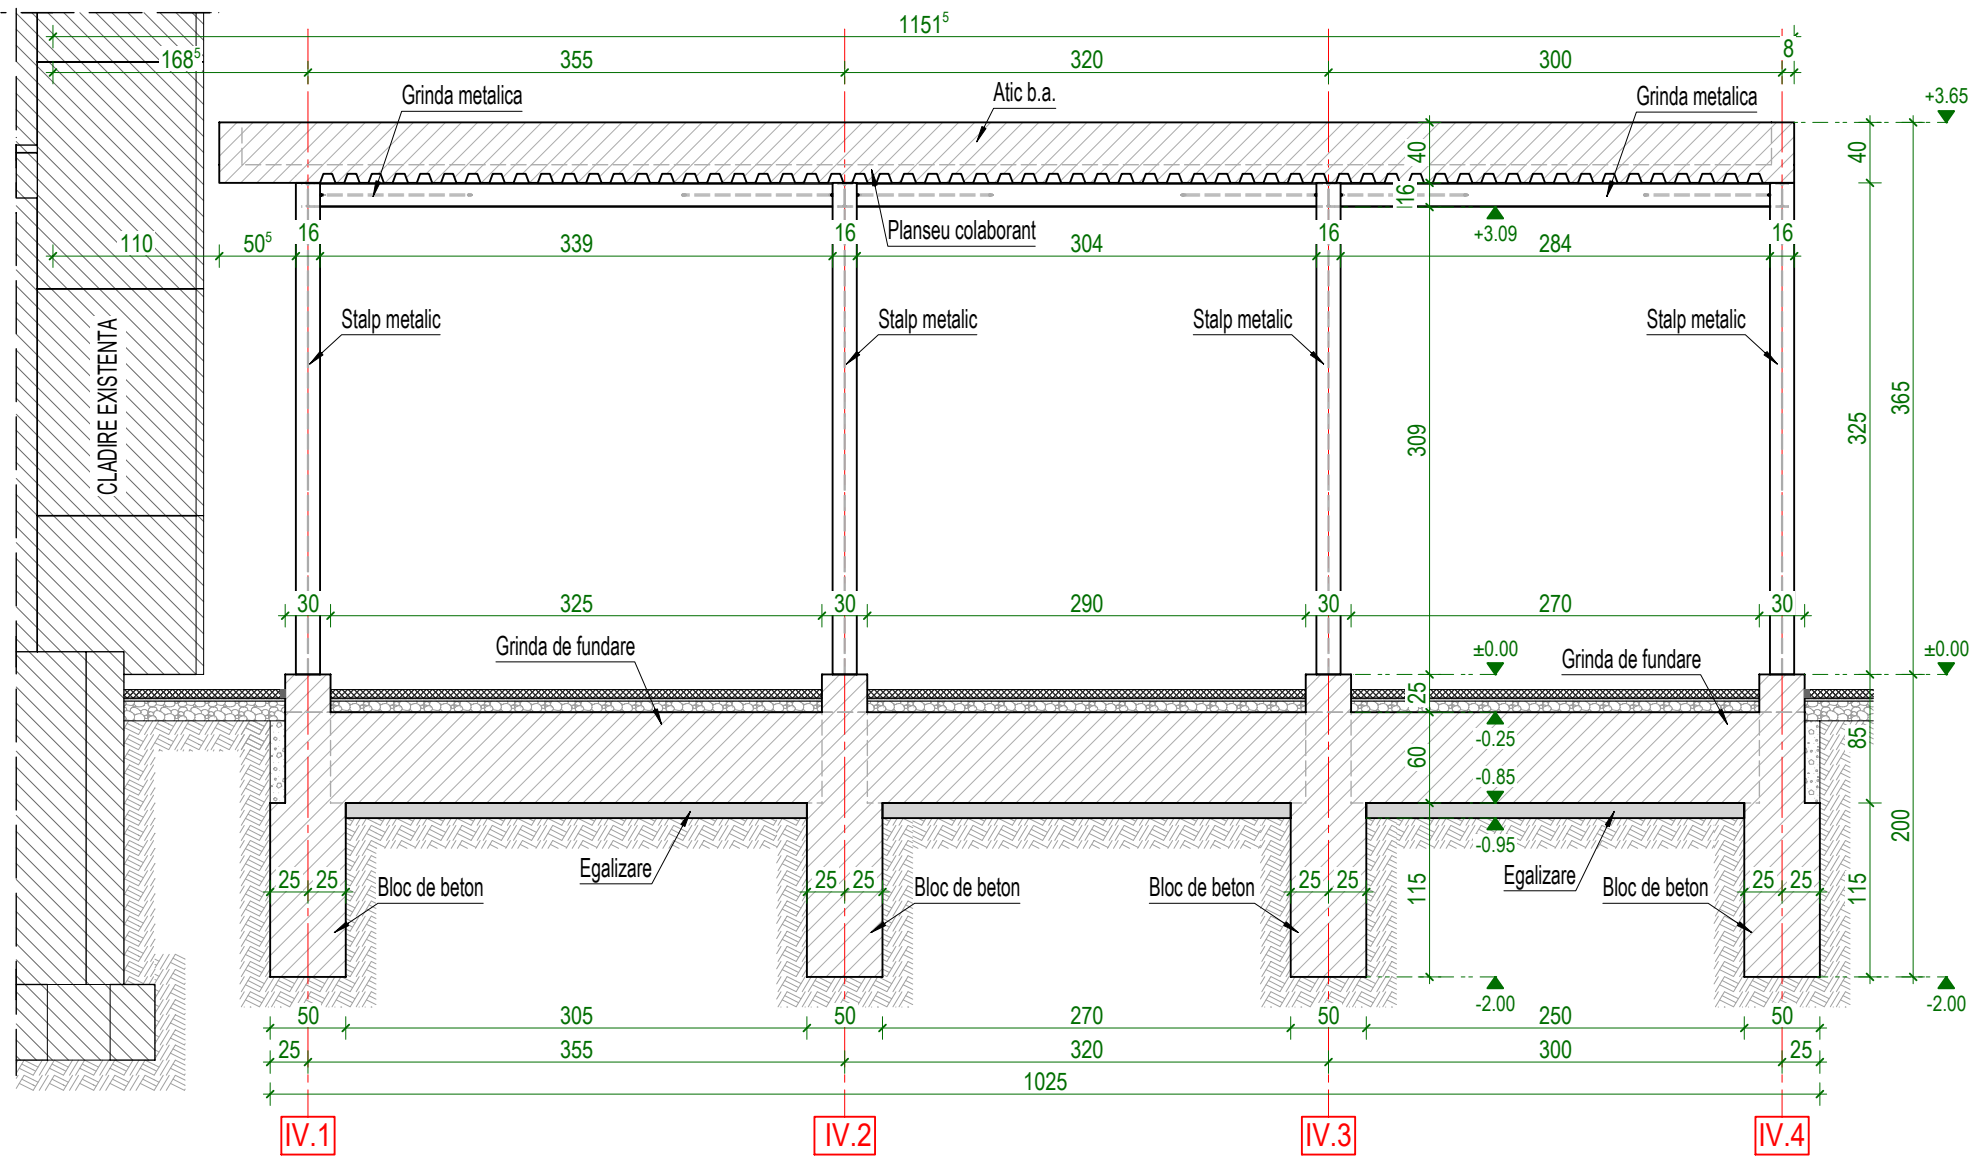 1151⁵
168⁵ 355 320 300 8
Grinda metalica Atic b.a. Grinda metalica +3.65
40 40
16
110 50⁵ 16 339 16 Planseu colaborant 304 16 +3.09 284 16
CLADIRE EXISTENTA
Stalp metalic Stalp metalic Stalp metalic Stalp metalic
309 325 365
30 325 30 290 30 270 30
Grinda de fundare ±0.00 Grinda de fundare ±0.00
25
-0.25
60 85
-0.85
200
-0.95
Egalizare Egalizare
25 25 Bloc de beton 25 25 Bloc de beton Bloc de beton 25 25 115 Bloc de beton 25 25 115
-2.00 -2.00
50 305 50 270 50 250 50
25 355 320 300 25
1025
IV.1 IV.2 IV.3 IV.4